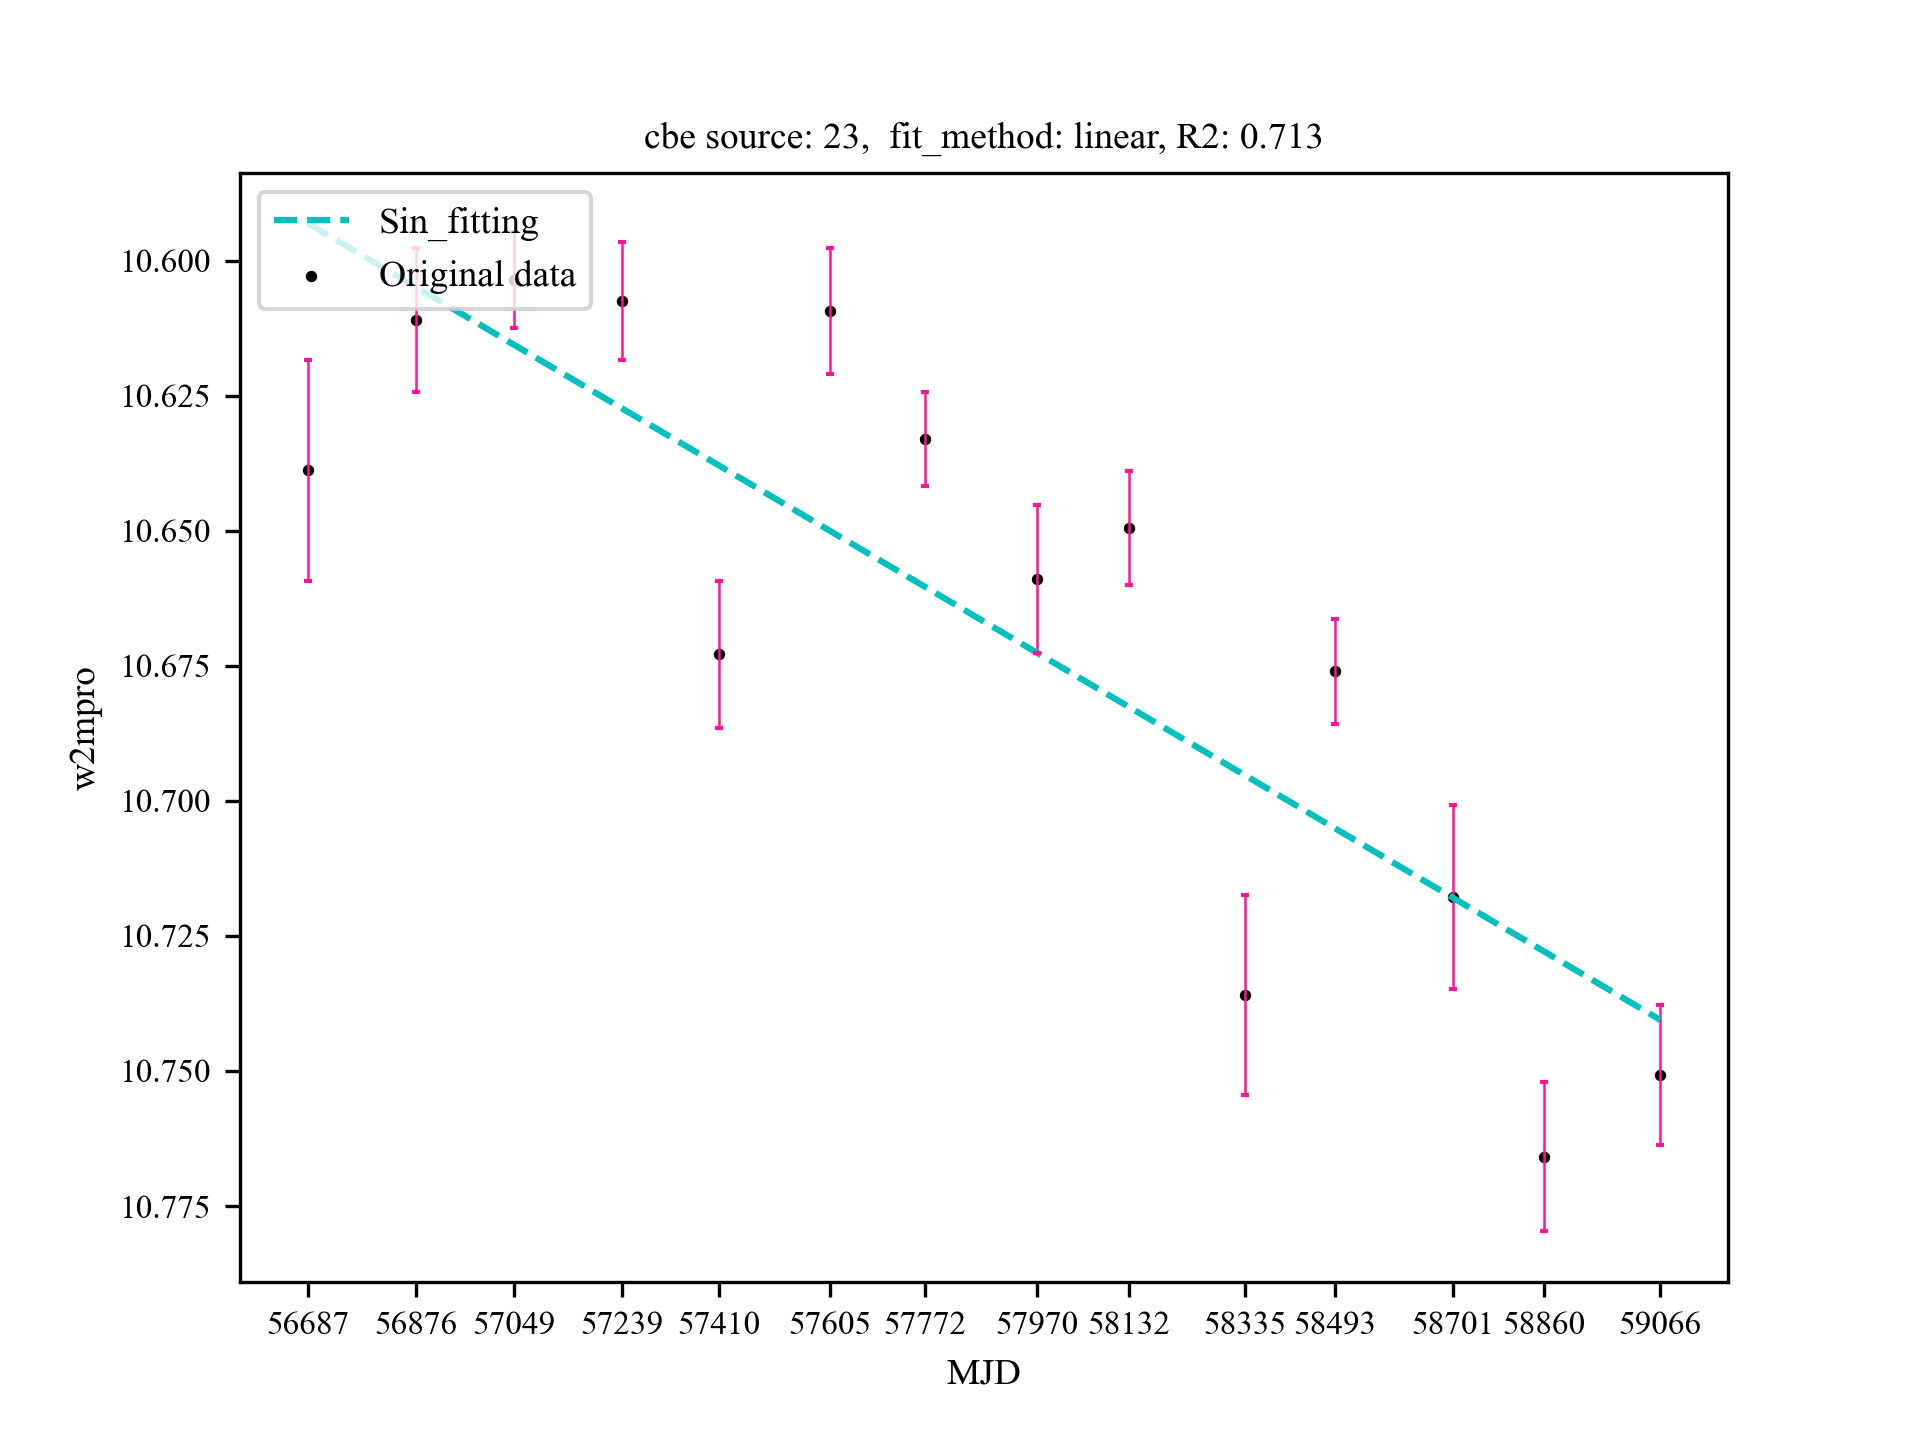 cbe source: 23,  fit_method: linear, R2: 0.713
Sin_fitting
Original data
10.600
10.625
10.650
10.675
10.700
10.725
10.750
10.775
w2mpro
56687 56876 57049 57239 57410 57605 57772 57970 58132 58335 58493 58701 58860 59066
MJD